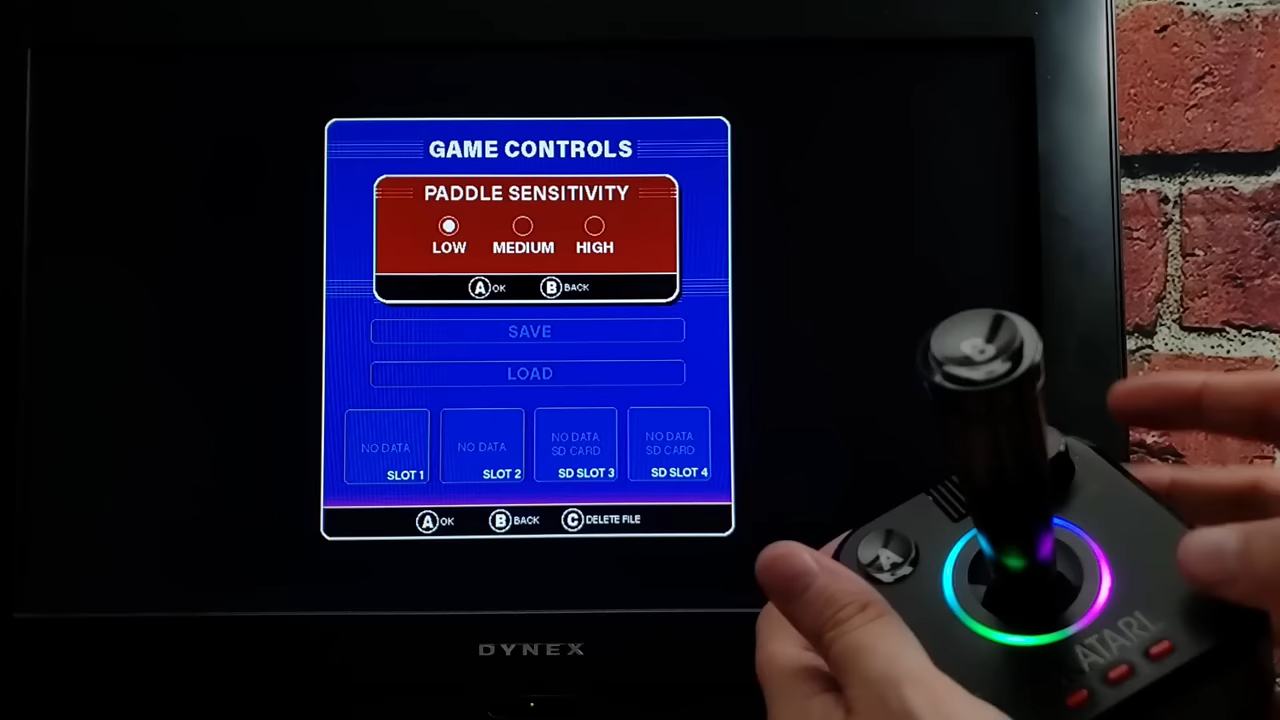 GAME CONTROLS
PADDLE SENSITIVITY
LOW MEDIUM HIGH
A OK B BACK
SAVE
LOAD
NO DATA
SLOT 1
NO DATA
SLOT 2
NO DATA
SD CARD
SD SLOT 3
NO DATA
SD CARD
SD SLOT 4
A OK B BACK C DELETE FILE
DYNEX
B
A
ATARI